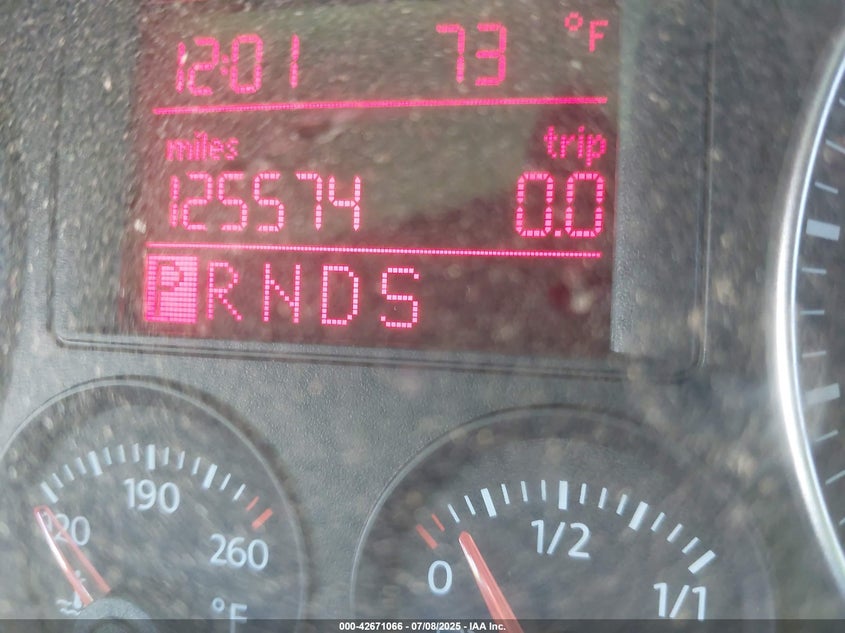 12:01 73 °F
miles trip
125574 0.0
P R N D S
190
120 1/2
260 0 1/1
°F
000-42671066 - 07/08/2025 - IAA Inc.